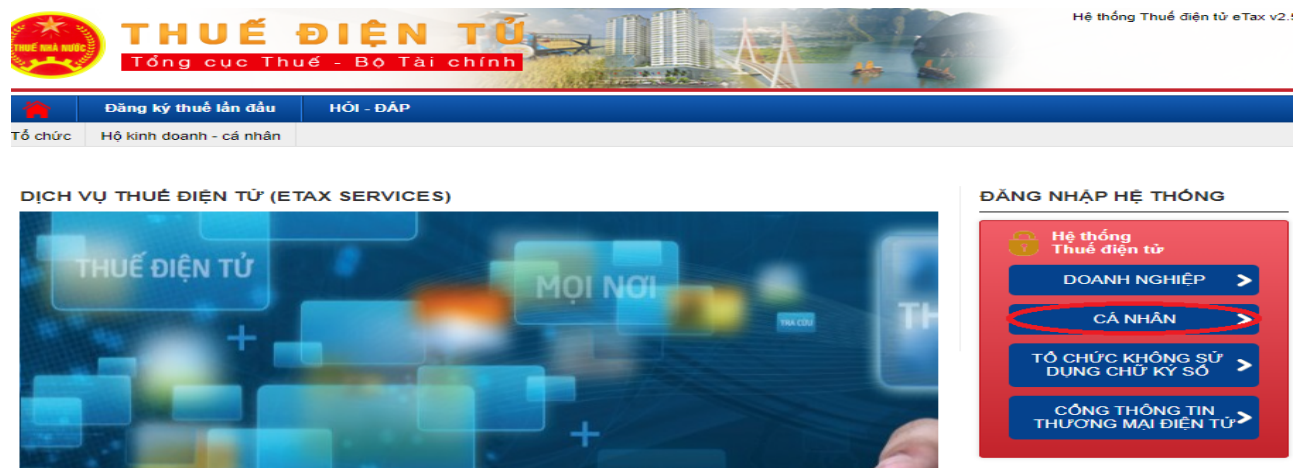 Hệ thống Thuế điện tử eTax v2.5
THUẾ NHÀ NƯỚC
THUẾ ĐIỆN TỬ
Tổng cục Thuế - Bộ Tài chính
Đăng ký thuế lần đầu HỎI - ĐÁP
Tổ chức Hộ kinh doanh - cá nhân
DỊCH VỤ THUẾ ĐIỆN TỬ (ETAX SERVICES)
THUẾ ĐIỆN TỬ
MỌI NƠI
TRA CỨU
TH
ĐĂNG NHẬP HỆ THỐNG
Hệ thống
Thuế điện tử
DOANH NGHIỆP
CÁ NHÂN
TỔ CHỨC KHÔNG SỬ
DỤNG CHỮ KÝ SỐ
CỔNG THÔNG TIN
THƯƠNG MẠI ĐIỆN TỬ